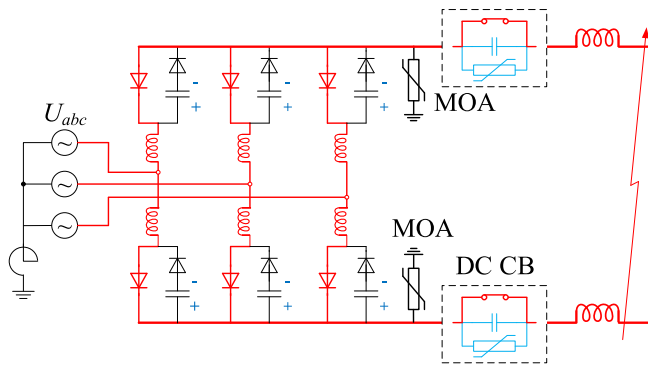 - - -
+ + +
MOA
U_abc
~
~
~
MOA
DC CB
- - -
+ + +